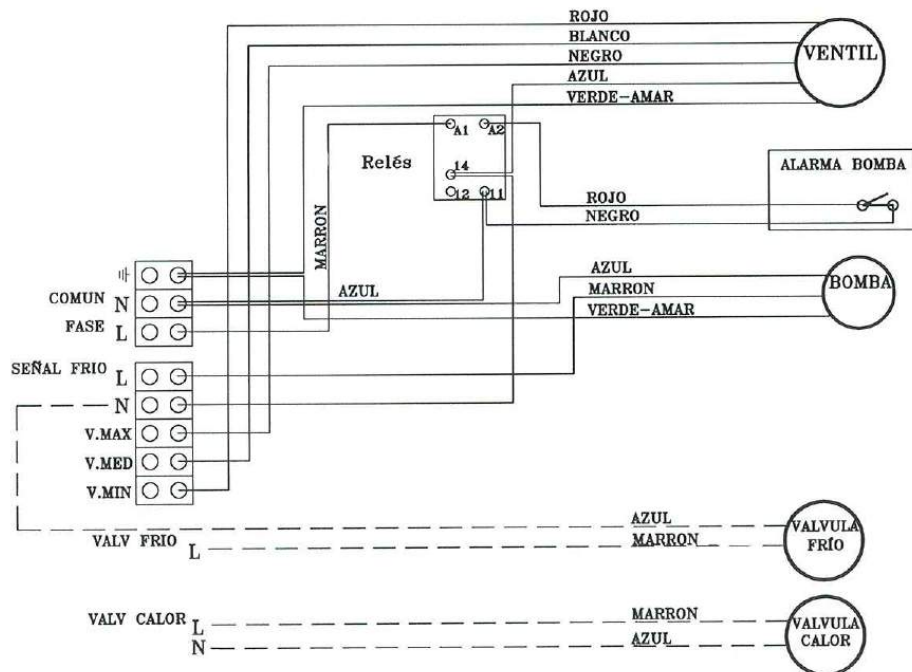 ROJO
BLANCO
NEGRO
AZUL
VERDE-AMAR
VENTIL
A1 A2
Relés
14
12 11
ALARMA BOMBA
ROJO
NEGRO
MARRON
AZUL
AZUL
MARRON
VERDE-AMAR
BOMBA
COMUN N
FASE L
SEÑAL FRIO L
N
V.MAX
V.MED
V.MIN
AZUL
VALV FRIO L
MARRON
VALVULA
FRÍO
VALV CALOR L
MARRON
N
AZUL
VALVULA
CALOR